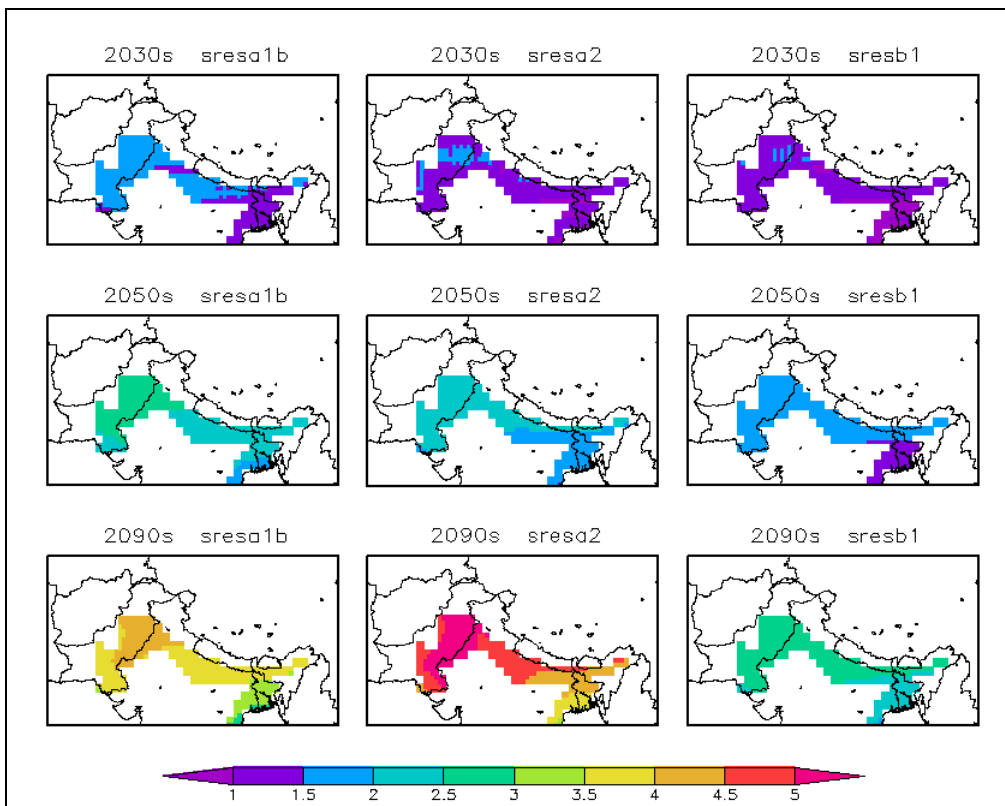 2030s sresa1b
2030s sresa2
2030s sresb1
2050s sresa1b
2050s sresa2
2050s sresb1
2090s sresa1b
2090s sresa2
2090s sresb1
1 1.5 2 2.5 3 3.5 4 4.5 5